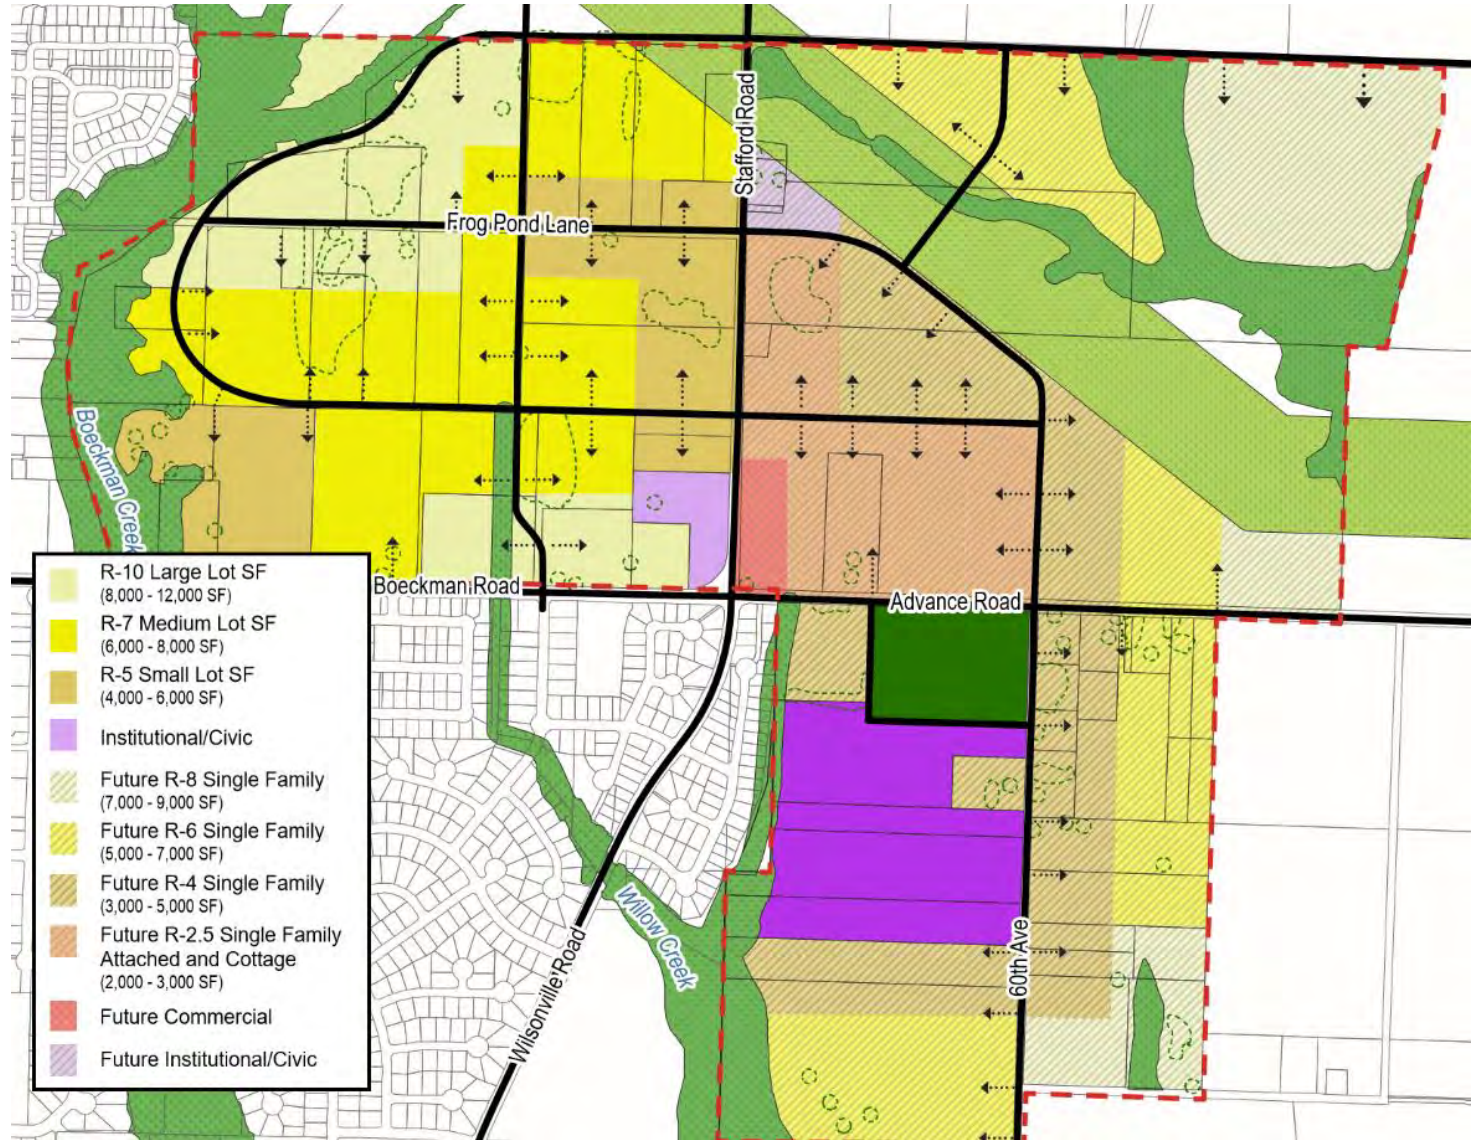 Stafford Road
Frog Pond Lane
Boeckman Creek
Boeckman Road
Advance Road
Willow Creek
Wilsonville Road
60th Ave
R-10 Large Lot SF
(8,000 - 12,000 SF)
R-7 Medium Lot SF
(6,000 - 8,000 SF)
R-5 Small Lot SF
(4,000 - 6,000 SF)
Institutional/Civic
Future R-8 Single Family
(7,000 - 9,000 SF)
Future R-6 Single Family
(5,000 - 7,000 SF)
Future R-4 Single Family
(3,000 - 5,000 SF)
Future R-2.5 Single Family
Attached and Cottage
(2,000 - 3,000 SF)
Future Commercial
Future Institutional/Civic